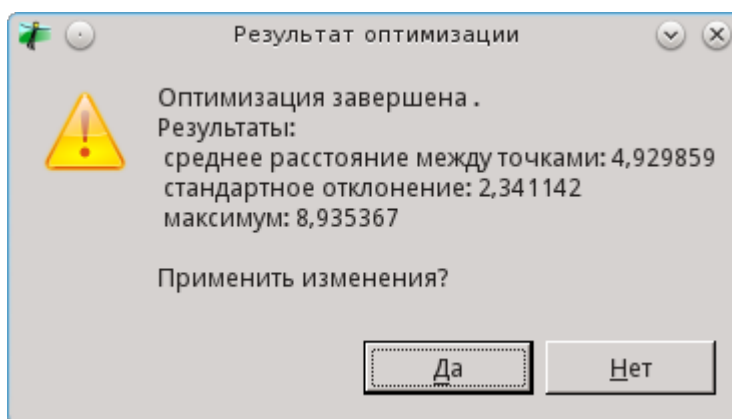 Результат оптимизации
Оптимизация завершена .
Результаты:
среднее расстояние между точками: 4,929859
стандартное отклонение: 2,341142
максимум: 8,935367
Применить изменения?
Да
Нет